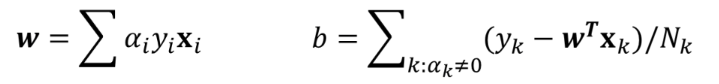 𝒘 = ∑ αᵢyᵢ𝐱ᵢ    b = ∑ₖ:αₖ≠0 (yₖ − 𝒘ᵀ𝐱ₖ)/Nₖ